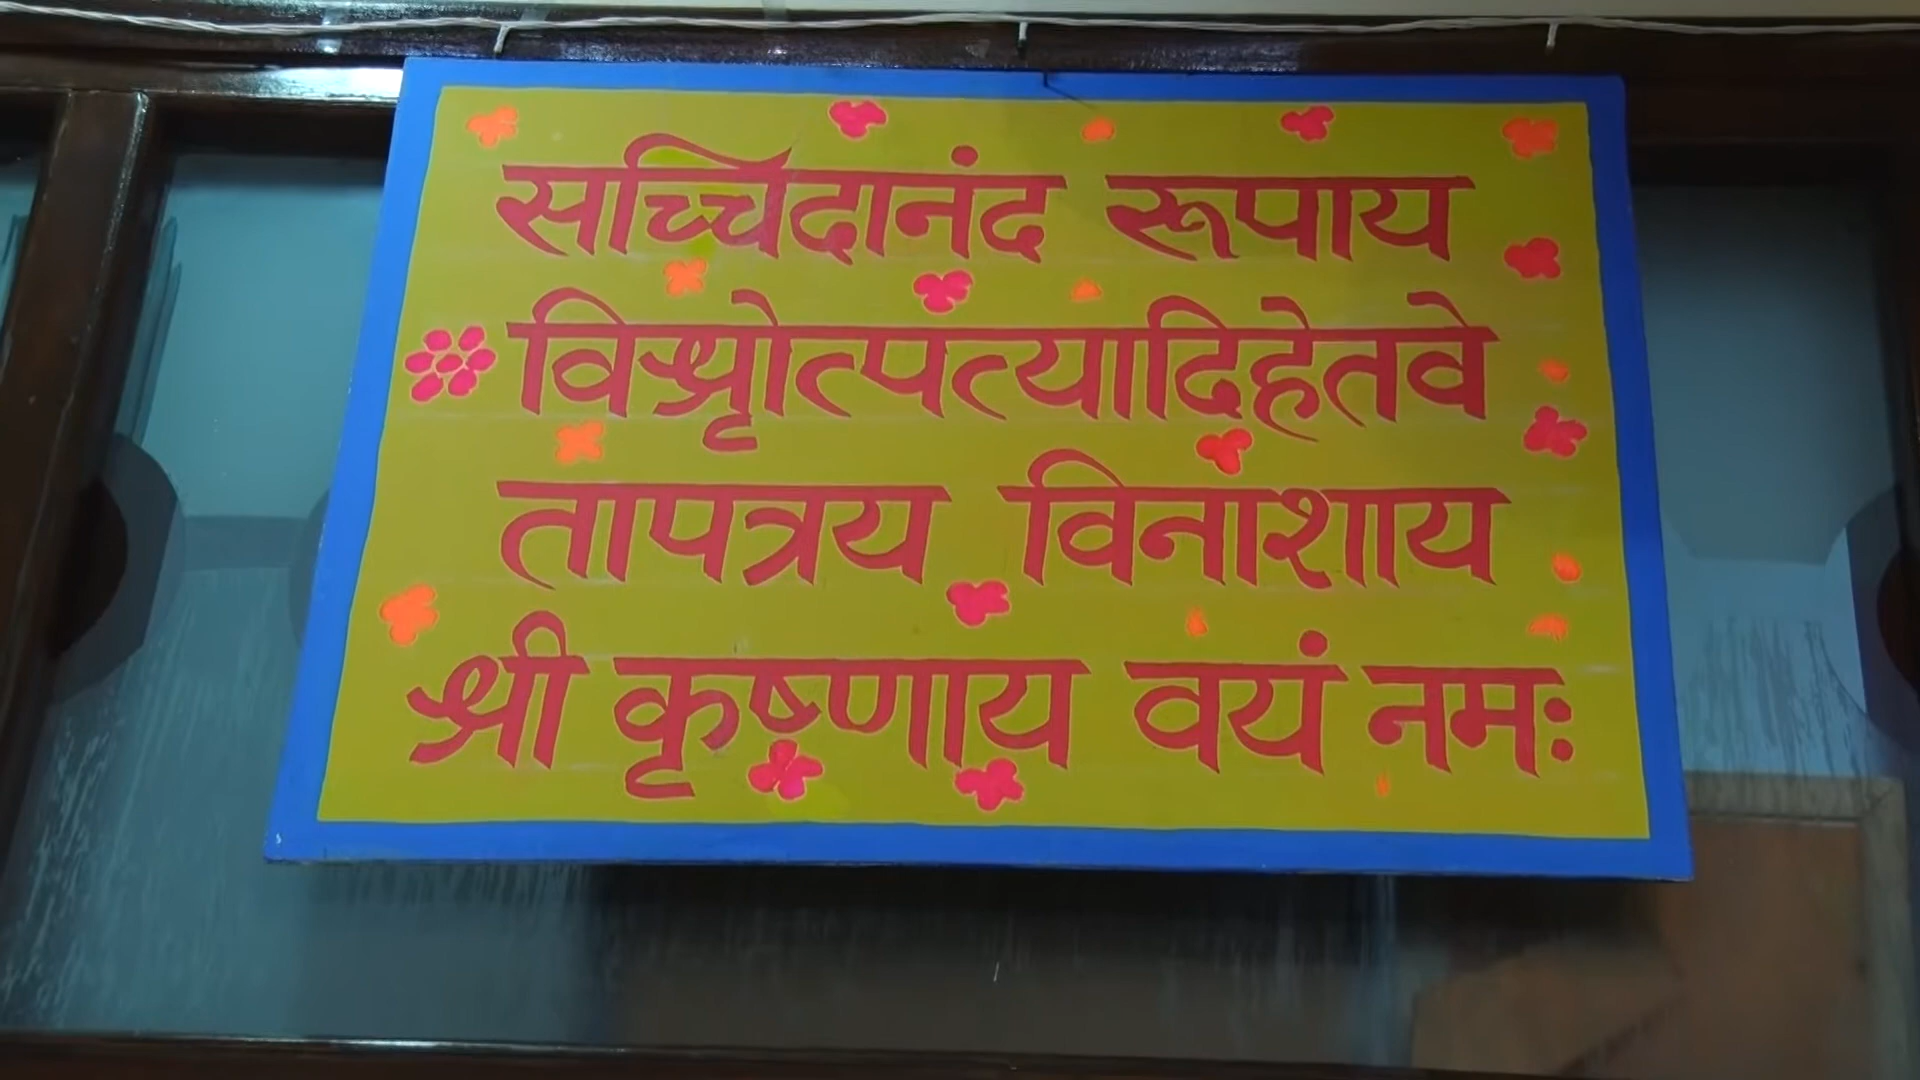 सच्चिदानंद रूपाय
विश्वोत्पत्यादिहेतवे
तापत्रय विनाशाय
श्री कृष्णाय वयं नमः